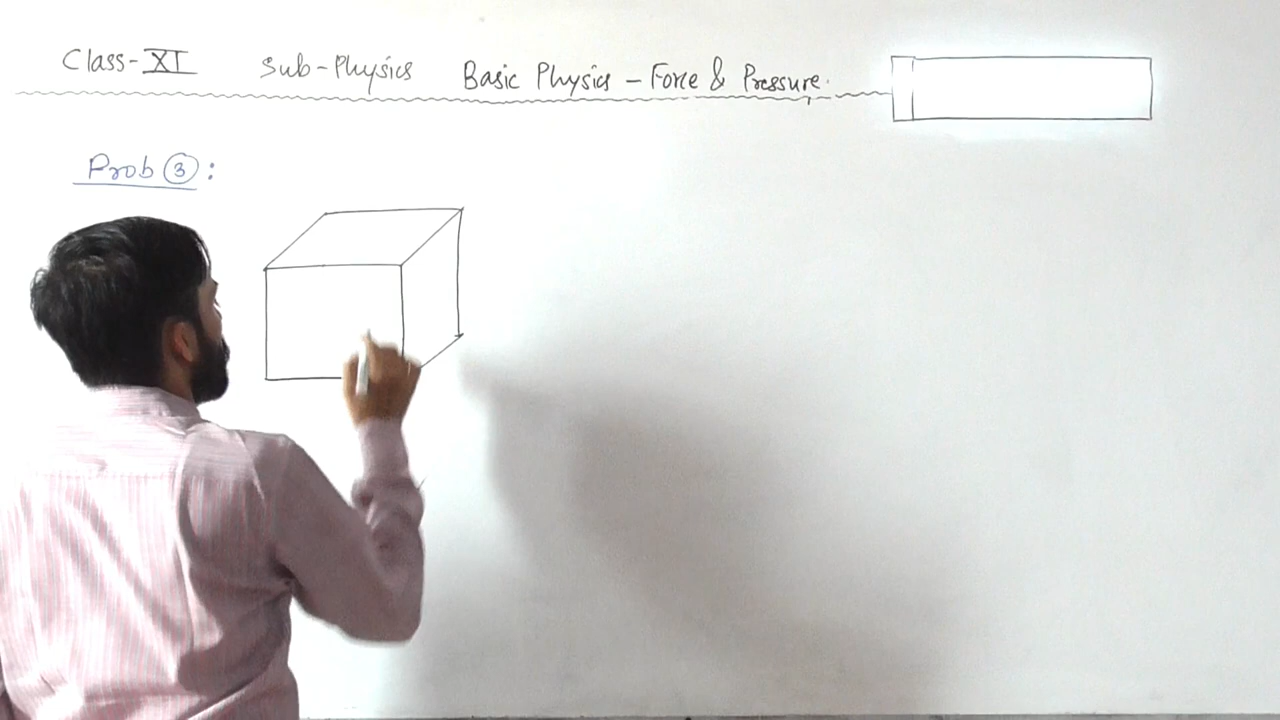 Class-XI Sub-Physics Basic Physics - Force & Pressure.
Prob ③ :